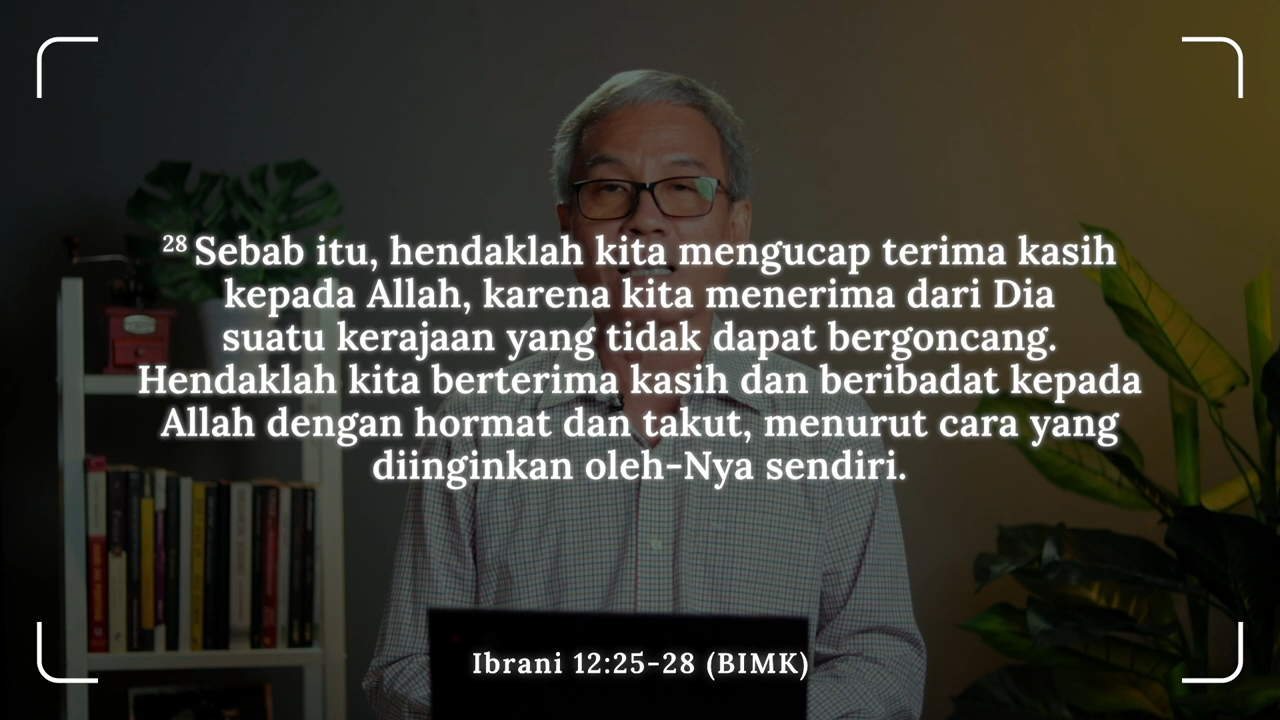 28 Sebab itu, hendaklah kita mengucap terima kasih
kepada Allah, karena kita menerima dari Dia
suatu kerajaan yang tidak dapat bergoncang.
Hendaklah kita berterima kasih dan beribadat kepada
Allah dengan hormat dan takut, menurut cara yang
diinginkan oleh-Nya sendiri.
Ibrani 12:25-28 (BIMK)